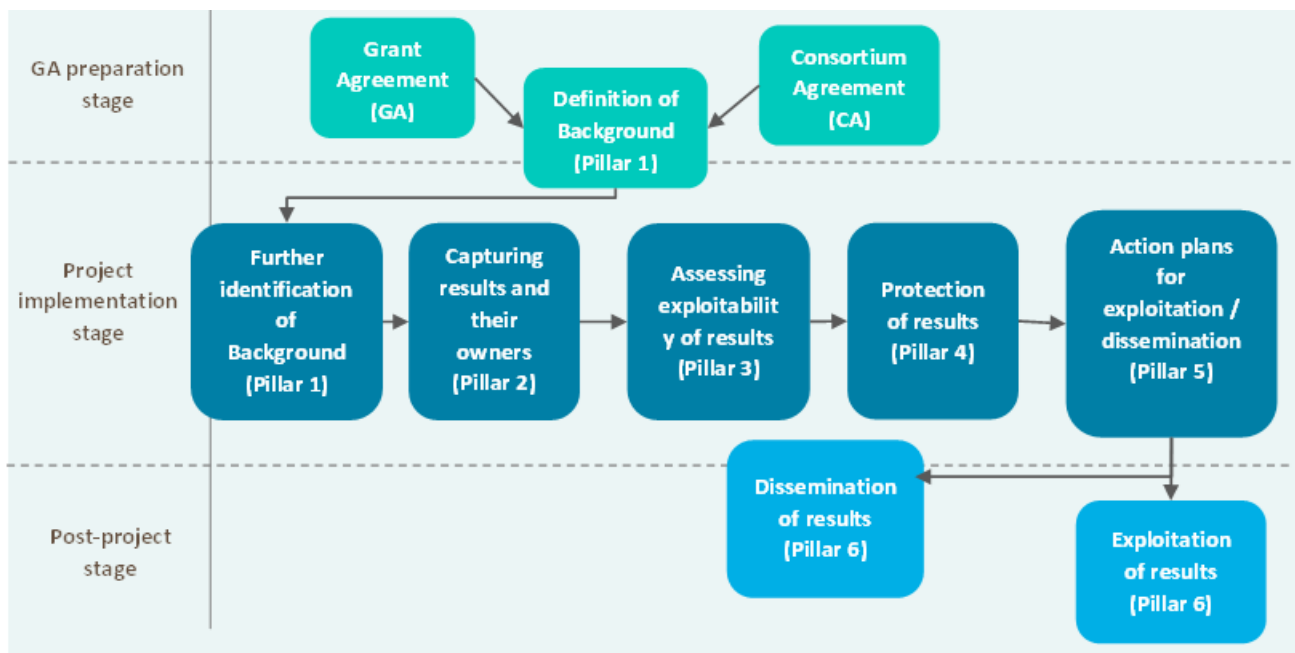 GA preparation
stage
Grant
Agreement
(GA)
Definition of
Background
(Pillar 1)
Consortium
Agreement
(CA)
Project
implementation
stage
Further
identification
of
Background
(Pillar 1)
Capturing
results and
their
owners
(Pillar 2)
Assessing
exploitabilit
y of results
(Pillar 3)
Protection
of results
(Pillar 4)
Action plans
for
exploitation /
dissemination
(Pillar 5)
Post-project
stage
Dissemination
of results
(Pillar 6)
Exploitation
of results
(Pillar 6)